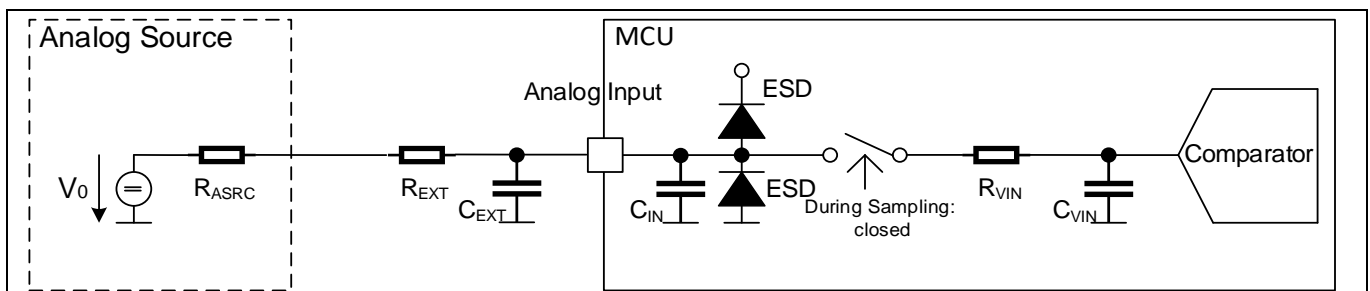 Analog Source
MCU
Analog Input
ESD
V0
RASRC
REXT
CEXT
CIN
ESD
During Sampling:
closed
RVIN
CVIN
Comparator